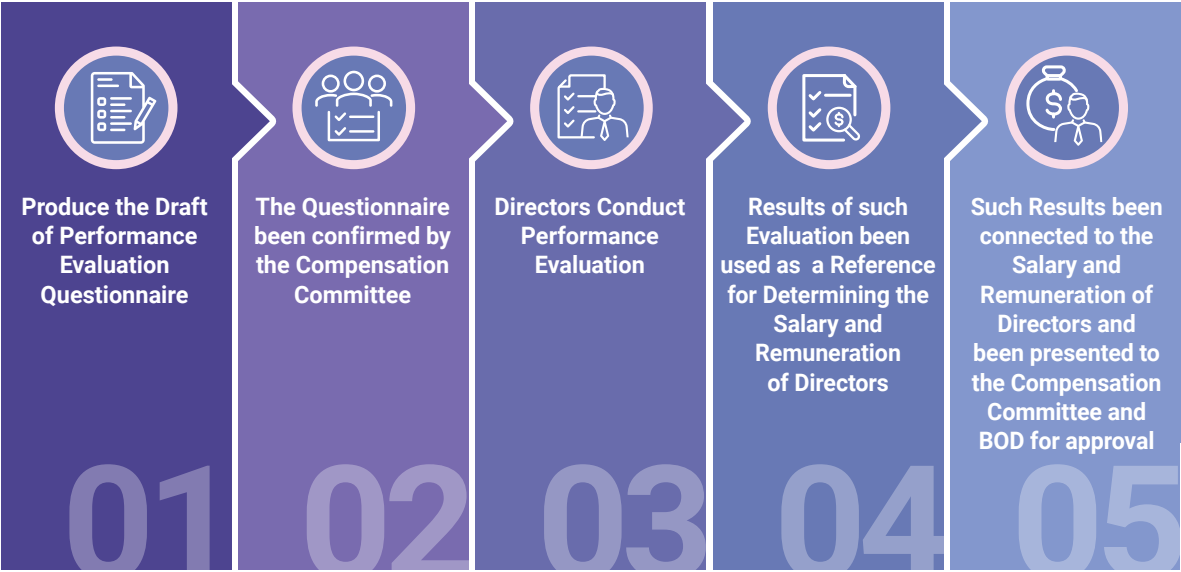 Produce the Draft
of Performance
Evaluation
Questionnaire
01
The Questionnaire
been confirmed by
the Compensation
Committee
02
Directors Conduct
Performance
Evaluation
03
Results of such
Evaluation been
used as  a Reference
for Determining the
Salary and
Remuneration
of Directors
04
Such Results been
connected to the
Salary and
Remuneration of
Directors and
been presented to
the Compensation
Committee and
BOD for approval
05